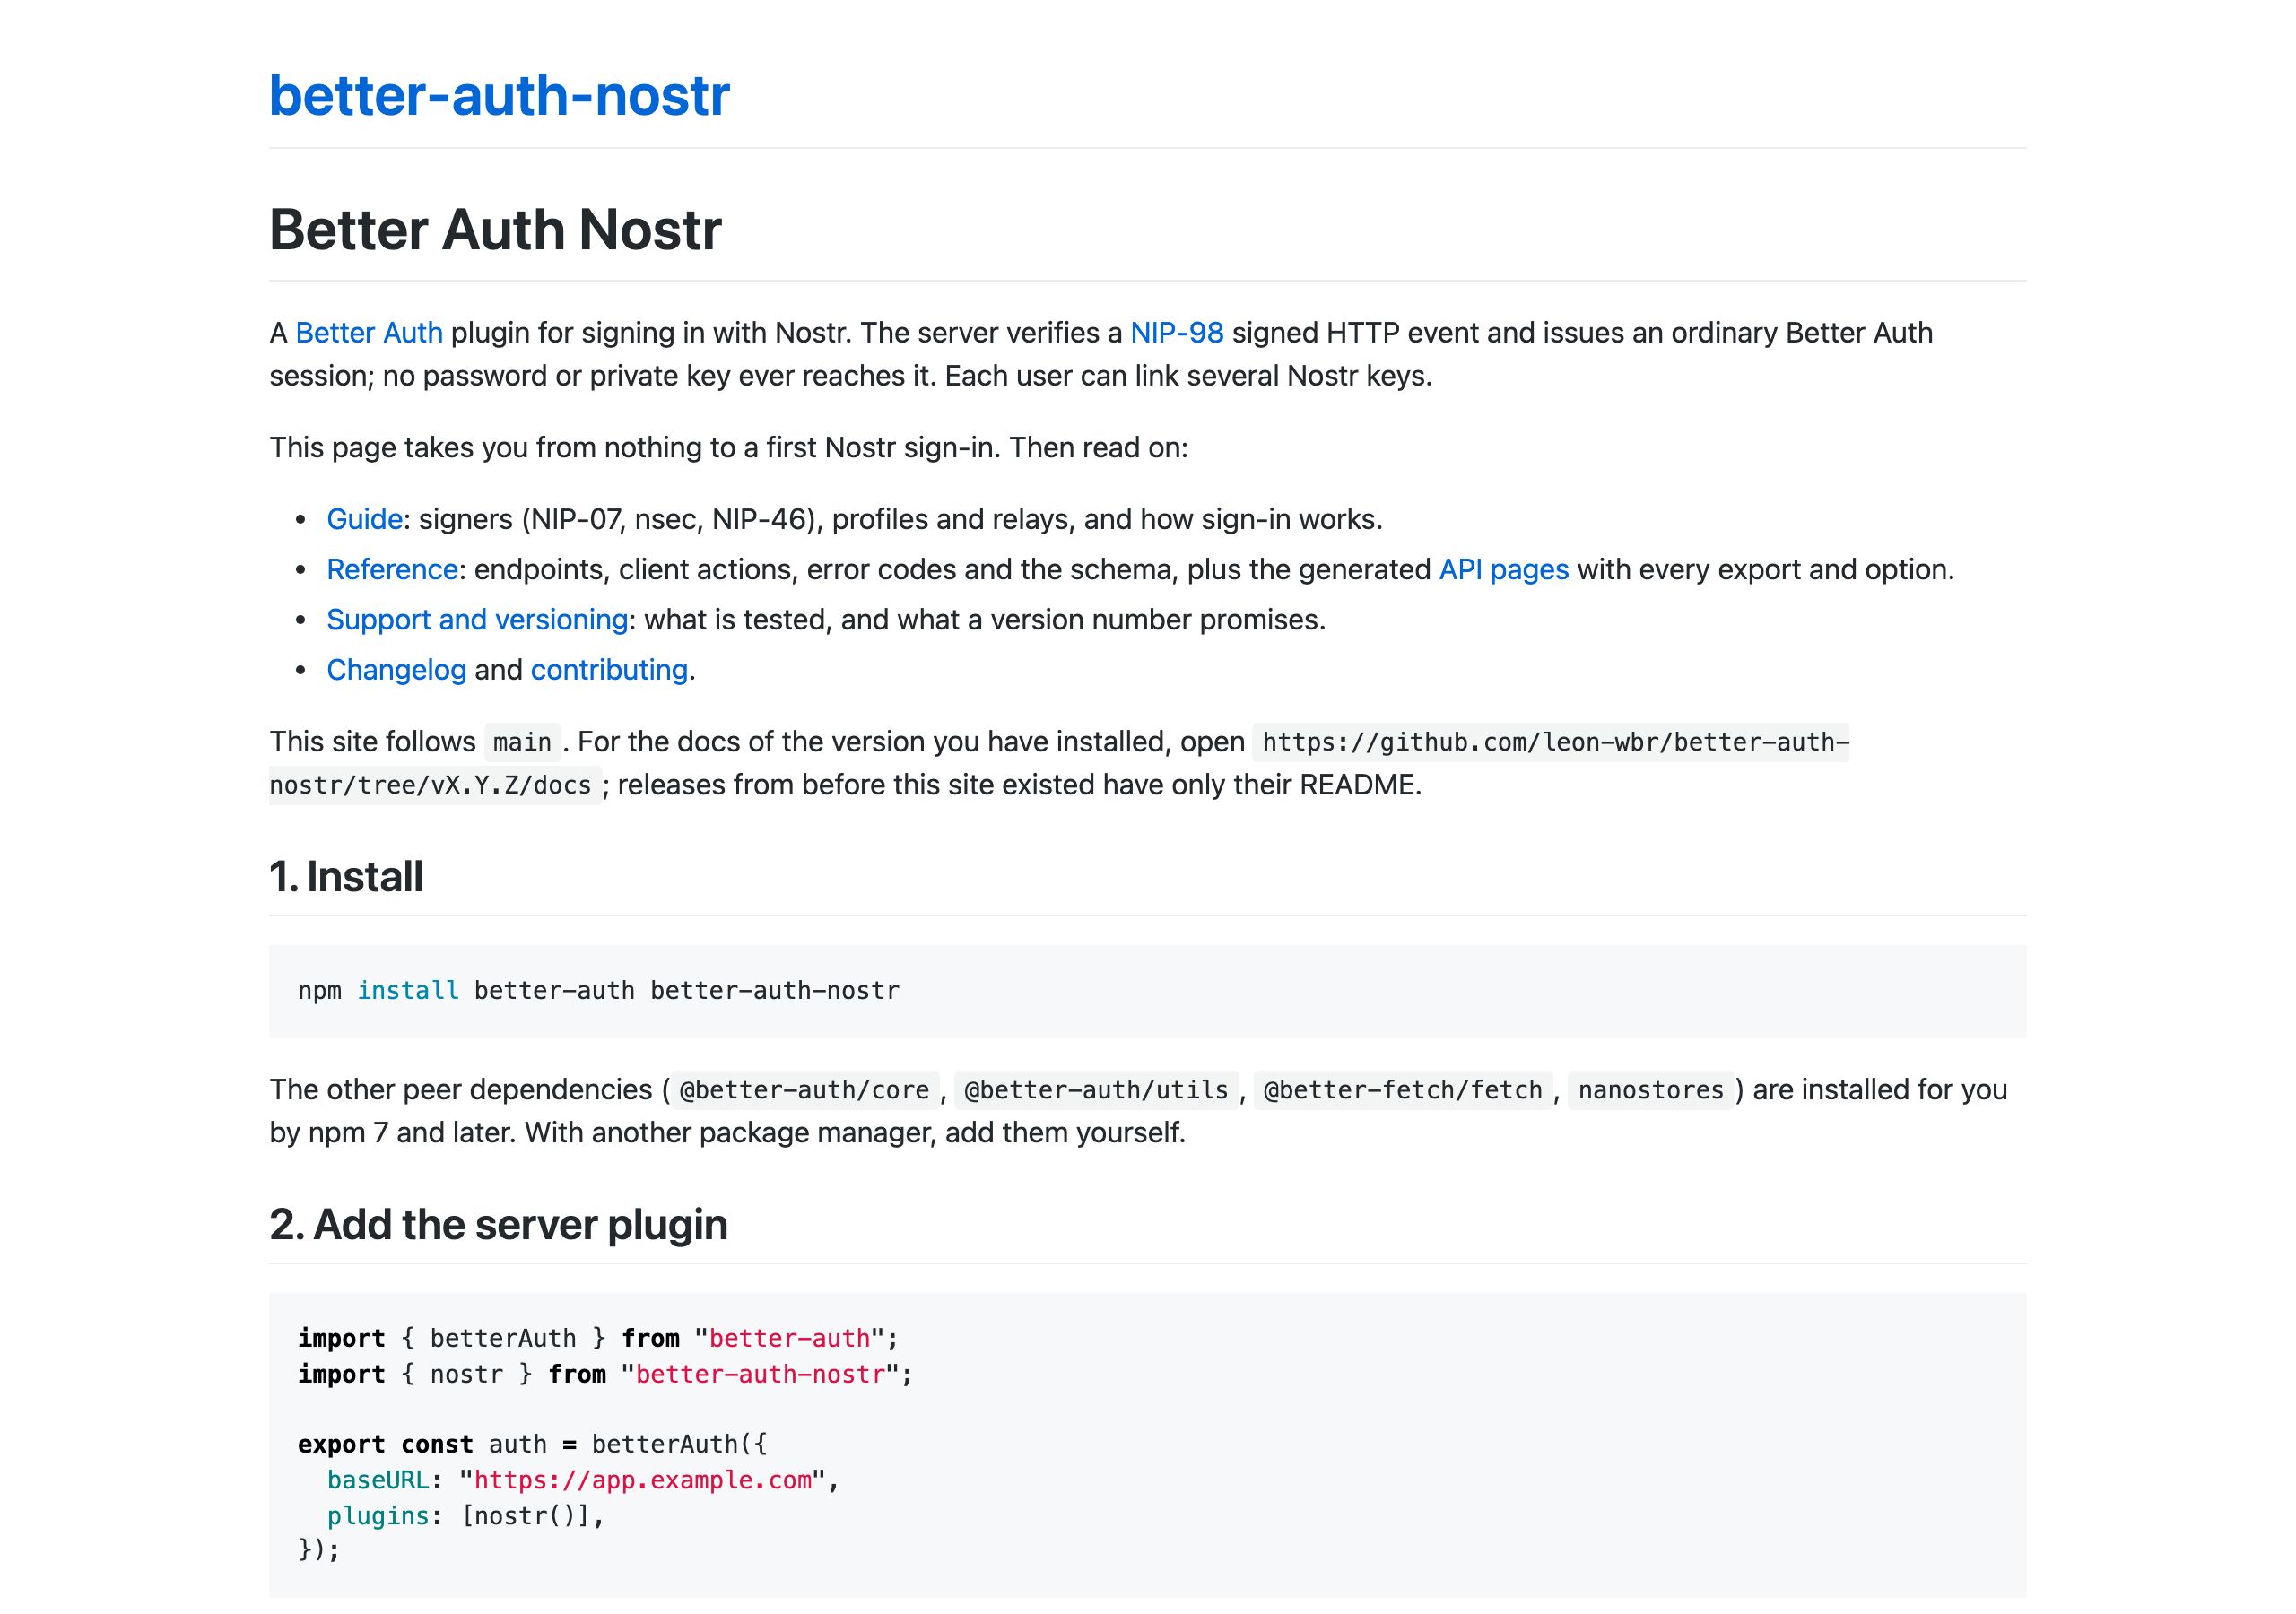 better-auth-nostr
Better Auth Nostr
A Better Auth plugin for signing in with Nostr. The server verifies a NIP-98 signed HTTP event and issues an ordinary Better Auth
session; no password or private key ever reaches it. Each user can link several Nostr keys.
This page takes you from nothing to a first Nostr sign-in. Then read on:
• Guide: signers (NIP-07, nsec, NIP-46), profiles and relays, and how sign-in works.
• Reference: endpoints, client actions, error codes and the schema, plus the generated API pages with every export and option.
• Support and versioning: what is tested, and what a version number promises.
• Changelog and contributing.
This site follows main. For the docs of the version you have installed, open https://github.com/leon-wbr/better-auth-
nostr/tree/vX.Y.Z/docs; releases from before this site existed have only their README.
1. Install
npm install better-auth better-auth-nostr
The other peer dependencies (@better-auth/core, @better-auth/utils, @better-fetch/fetch, nanostores) are installed for you
by npm 7 and later. With another package manager, add them yourself.
2. Add the server plugin
import { betterAuth } from "better-auth";
import { nostr } from "better-auth-nostr";
export const auth = betterAuth({
  baseURL: "https://app.example.com",
  plugins: [nostr()],
});